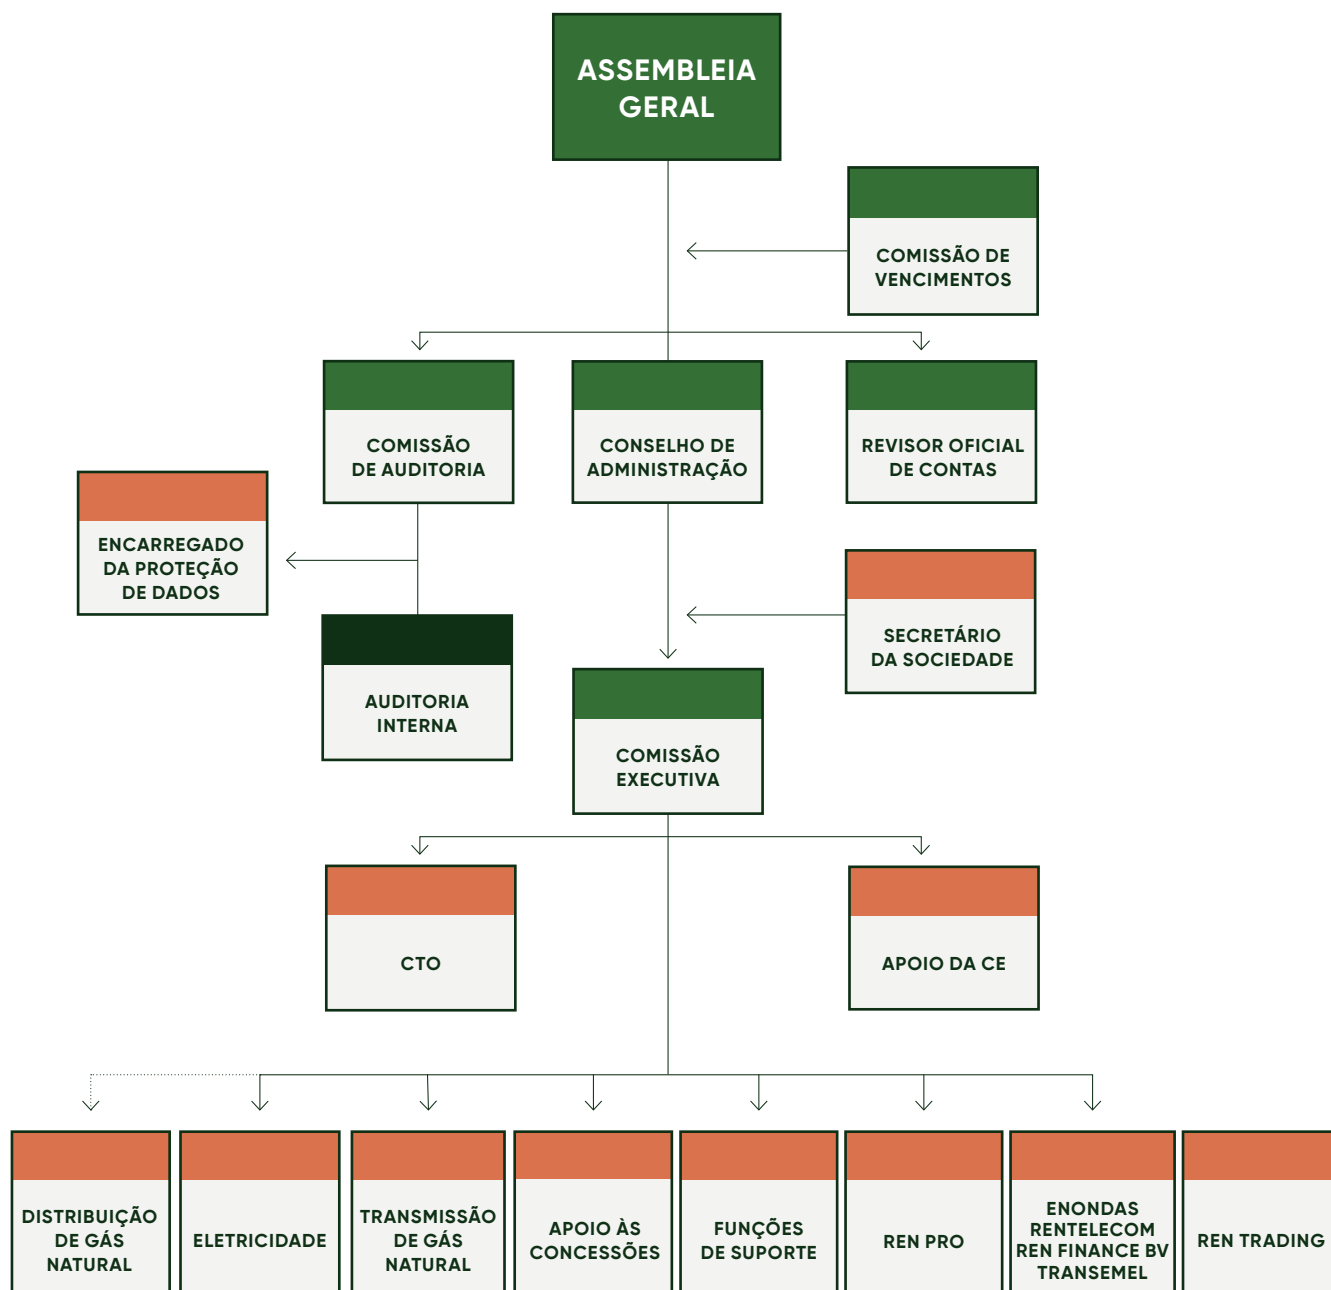 ASSEMBLEIA
GERAL
COMISSÃO DE
VENCIMENTOS
COMISSÃO
DE AUDITORIA
CONSELHO DE
ADMINISTRAÇÃO
REVISOR OFICIAL
DE CONTAS
ENCARREGADO
DA PROTEÇÃO
DE DADOS
SECRETÁRIO
DA SOCIEDADE
AUDITORIA
INTERNA
COMISSÃO
EXECUTIVA
CTO
APOIO DA CE
DISTRIBUIÇÃO
DE GÁS
NATURAL
ELETRICIDADE
TRANSMISSÃO
DE GÁS
NATURAL
APOIO ÀS
CONCESSÕES
FUNÇÕES
DE SUPORTE
REN PRO
ENONDAS
RENTELECOM
REN FINANCE BV
TRANSEMEL
REN TRADING